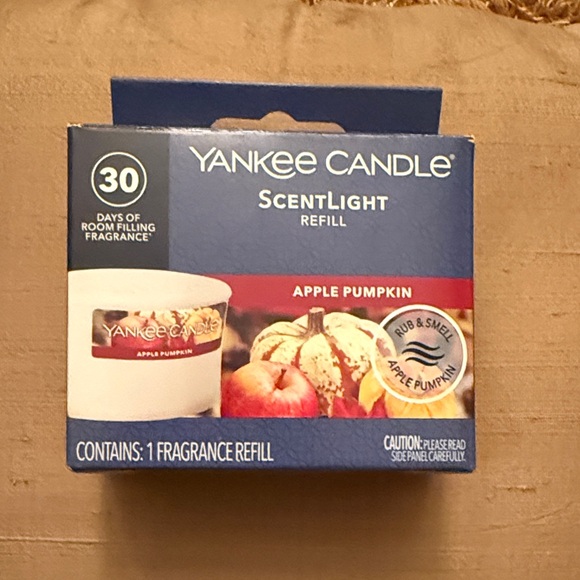 30
DAYS OF
ROOM FILLING
FRAGRANCE*
YANKEE CANDLE®
SCENTLIGHT
REFILL
APPLE PUMPKIN
YANKEE CANDLE®
APPLE PUMPKIN
RUB & SMELL
APPLE PUMPKIN
CONTAINS: 1 FRAGRANCE REFILL
CAUTION: PLEASE READ
SIDE PANEL CAREFULLY.